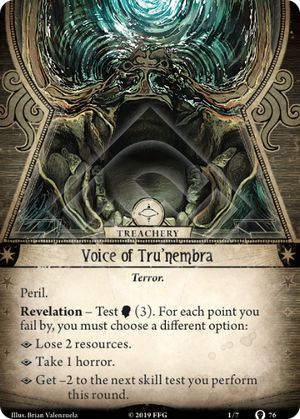 TREACHERY
Voice of Tru'nembra
Terror.
Peril.
Revelation – Test (3). For each point you
fail by, you must choose a different option:
Lose 2 resources.
Take 1 horror.
Get –2 to the next skill test you perform
this round.
Illus. Brian Valenzuela © 2019 FFG 1/7 76